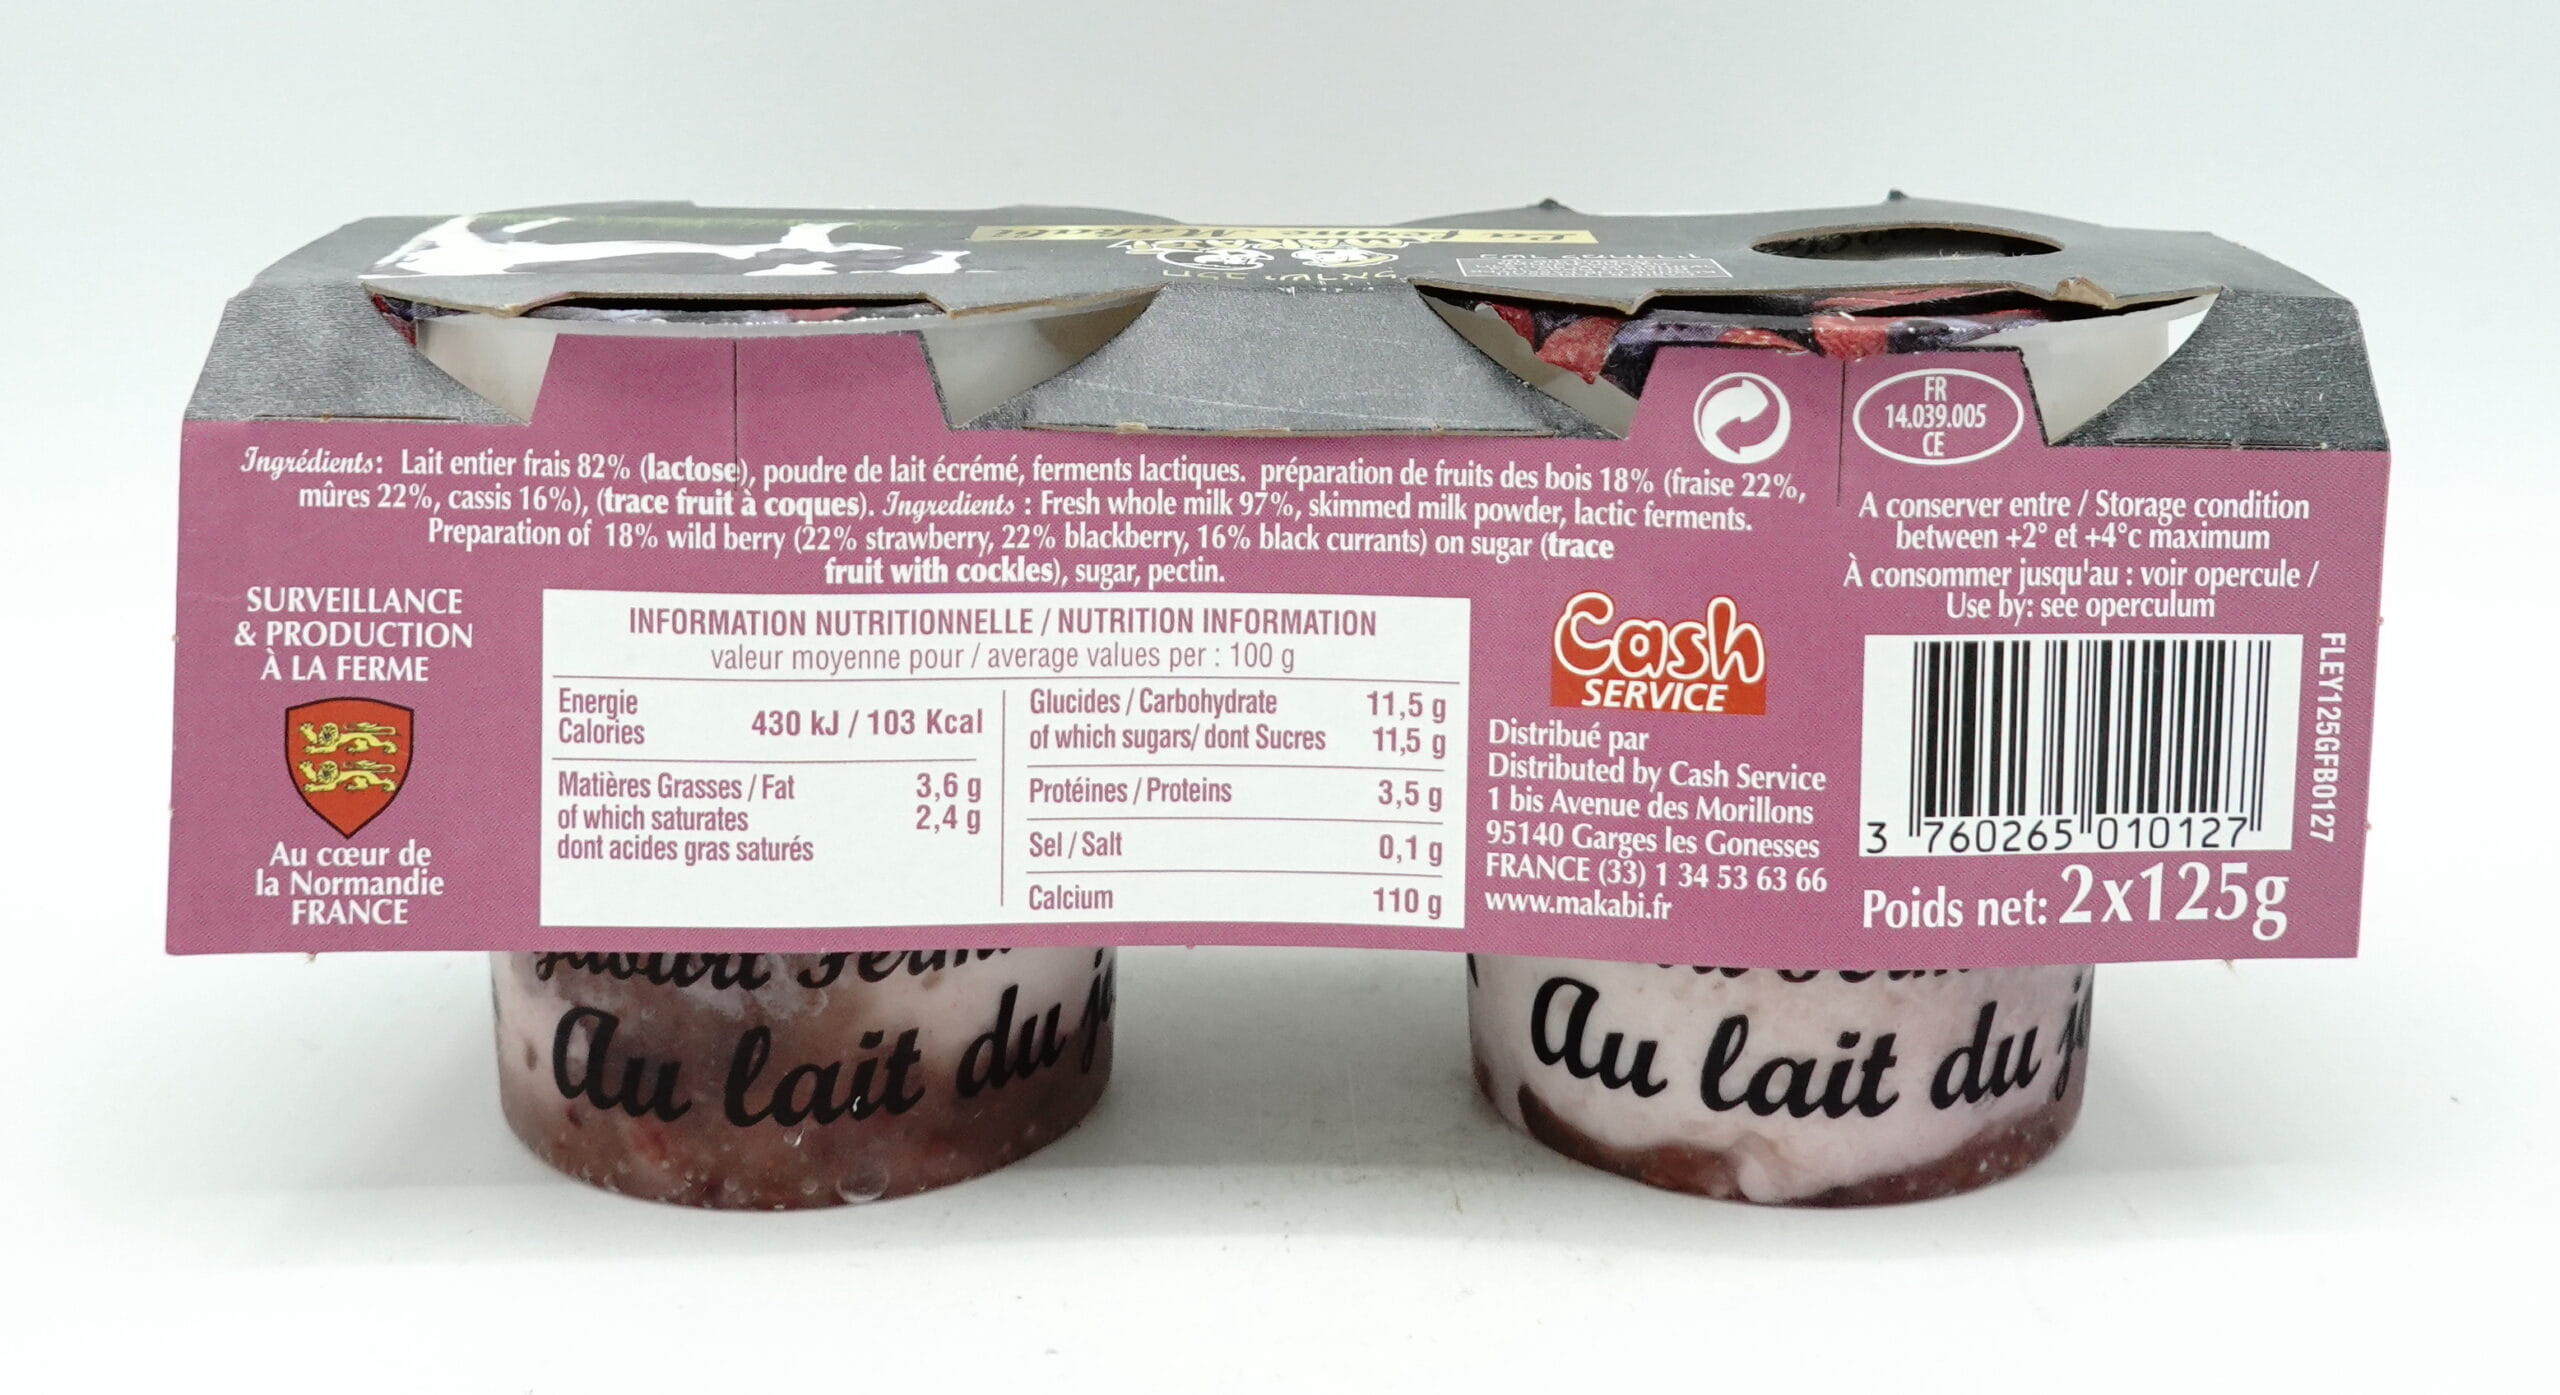 La ferme Makabi
MAKABI
חלב ישראל
Ingrédients: Lait entier frais 82% (lactose), poudre de lait écrémé, ferments lactiques. préparation de fruits des bois 18% (fraise 22%,
mûres 22%, cassis 16%), (trace fruit à coques). Ingredients : Fresh whole milk 97%, skimmed milk powder, lactic ferments.
Preparation of 18% wild berry (22% strawberry, 22% blackberry, 16% black currants) on sugar (trace
fruit with cockles), sugar, pectin.
SURVEILLANCE
& PRODUCTION
À LA FERME
Au cœur de
la Normandie
FRANCE
INFORMATION NUTRITIONNELLE / NUTRITION INFORMATION
valeur moyenne pour / average values per : 100 g
Energie
Calories
430 kJ / 103 Kcal
Matières Grasses / Fat 3,6 g
of which saturates 2,4 g
dont acides gras saturés
Glucides / Carbohydrate 11,5 g
of which sugars/ dont Sucres 11,5 g
Protéines / Proteins 3,5 g
Sel / Salt 0,1 g
Calcium 110 g
Cash
SERVICE
Distribué par
Distributed by Cash Service
1 bis Avenue des Morillons
95140 Garges les Gonesses
FRANCE (33) 1 34 53 63 66
www.makabi.fr
FR
14.039.005
CE
A conserver entre / Storage condition
between +2° et +4°c maximum
À consommer jusqu'au : voir opercule /
Use by: see operculum
3 760265 010127
FLEY125GFB0127
Poids net: 2x125g
Au lait du
Au lait du